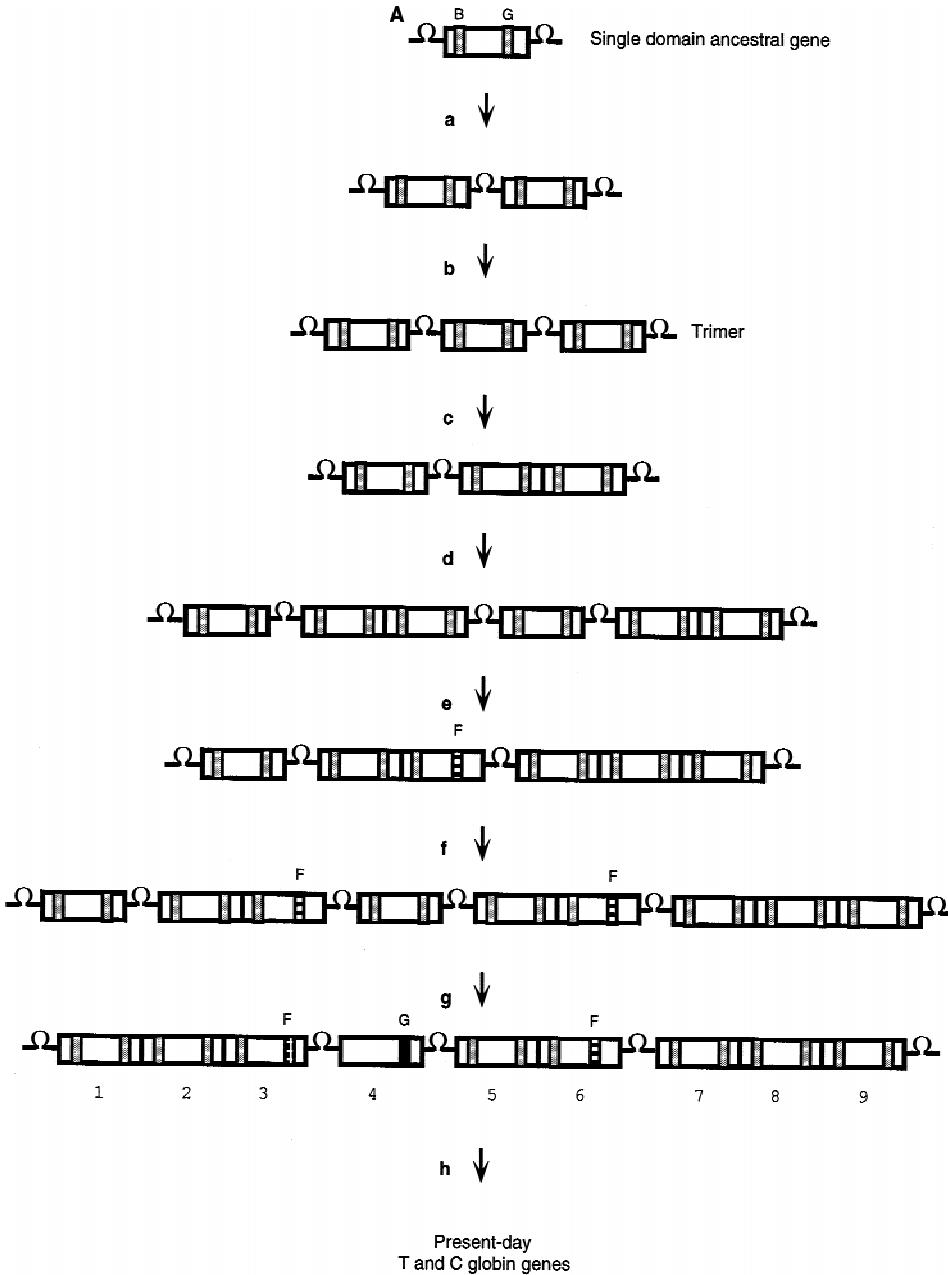 A
B G
Single domain ancestral gene
a
b
Trimer
c
d
e
F
f
F F
g
F G F
1 2 3 4 5 6 7 8 9
h
Present-day
T and C globin genes